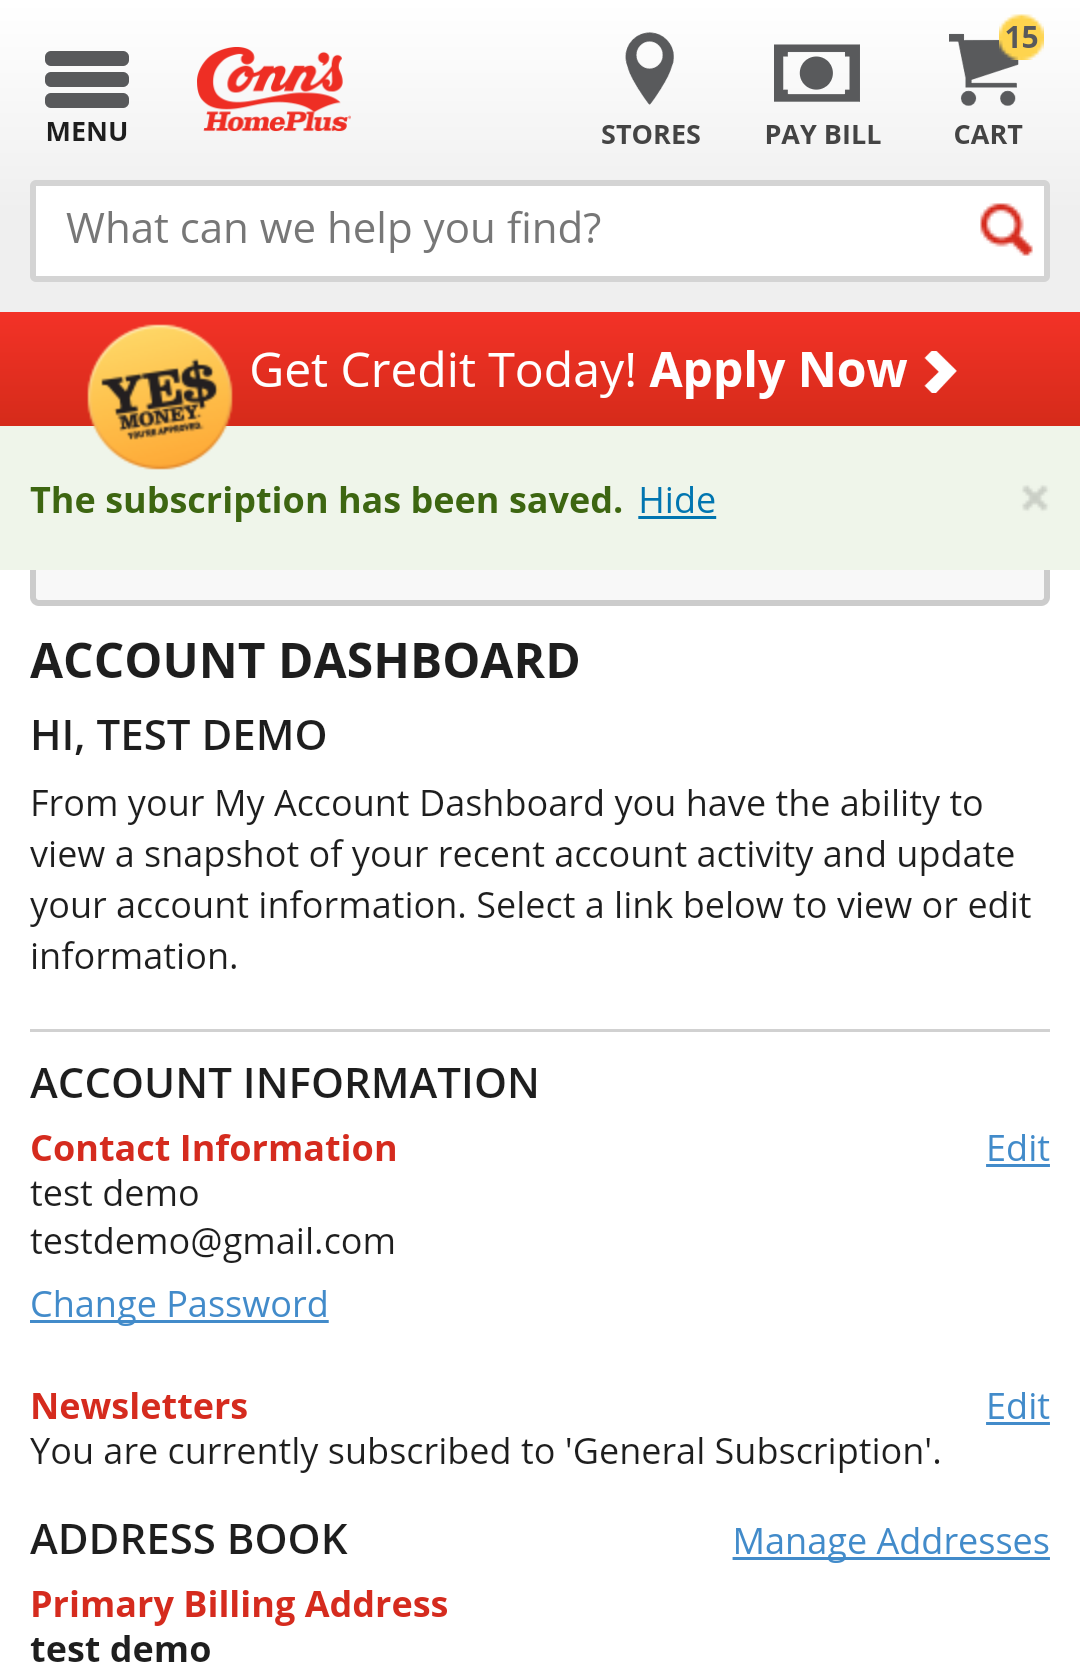 15
MENU
Conn's
HomePlus
STORES
PAY BILL
CART
What can we help you find?
YE$
MONEY
YOU'RE APPROVED.
Get Credit Today! Apply Now
The subscription has been saved. Hide
×
ACCOUNT DASHBOARD
HI, TEST DEMO
From your My Account Dashboard you have the ability to
view a snapshot of your recent account activity and update
your account information. Select a link below to view or edit
information.
ACCOUNT INFORMATION
Contact Information Edit
test demo
testdemo@gmail.com
Change Password
Newsletters Edit
You are currently subscribed to 'General Subscription'.
ADDRESS BOOK Manage Addresses
Primary Billing Address
test demo